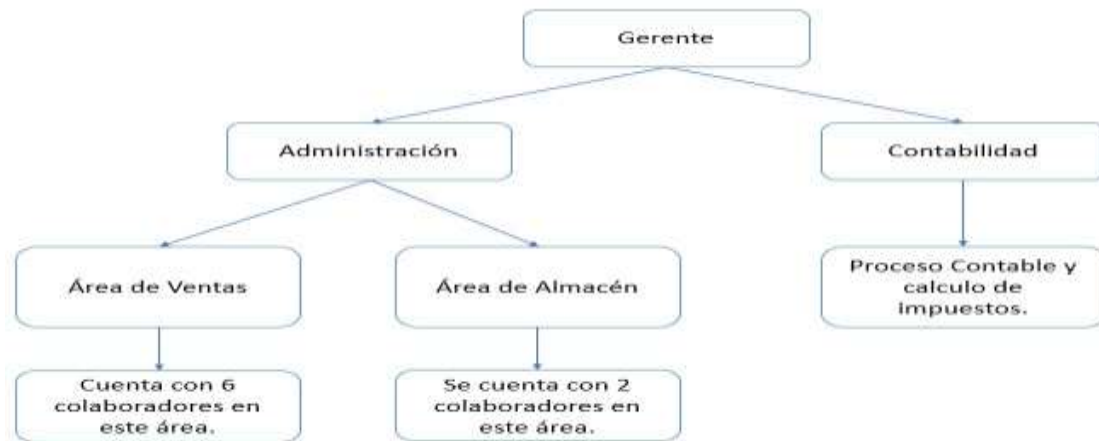 Gerente
Administración
Contabilidad
Área de Ventas
Área de Almacén
Proceso Contable y
calculo de
impuestos.
Cuenta con 6
colaboradores en
este área.
Se cuenta con 2
colaboradores en
este área.